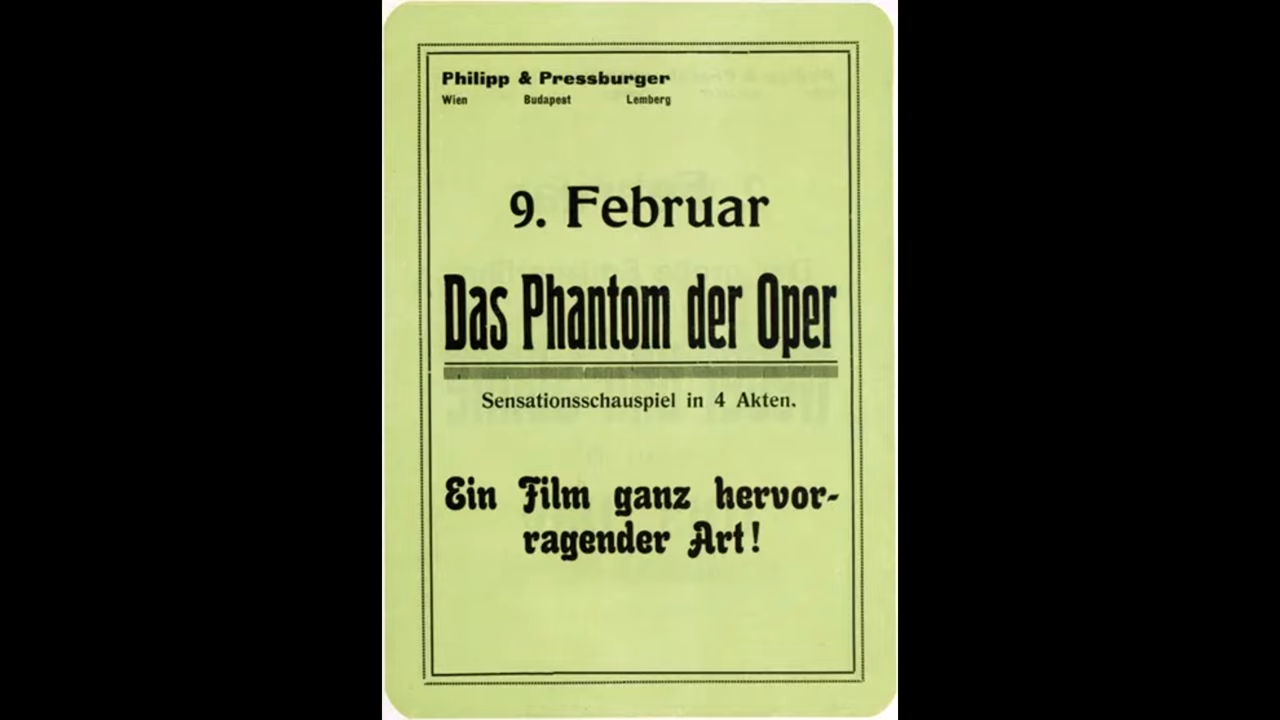 Philipp & Pressburger
Wien Budapest Lemberg
9. Februar
Das Phantom der Oper
Sensationsschauspiel in 4 Akten.
Ein Film ganz hervor-
ragender Art!